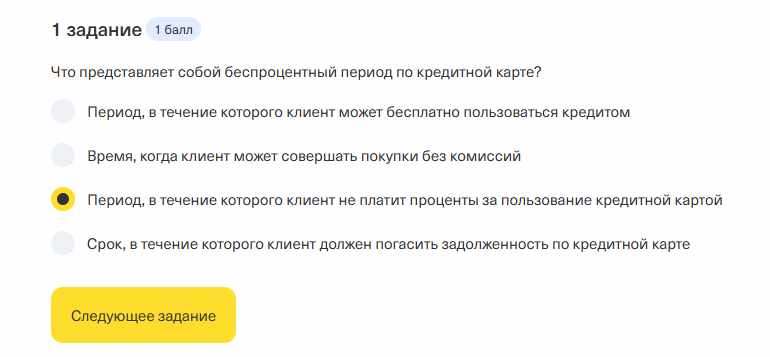 1 задание 1 балл
Что представляет собой беспроцентный период по кредитной карте?
Период, в течение которого клиент может бесплатно пользоваться кредитом
Время, когда клиент может совершать покупки без комиссий
Период, в течение которого клиент не платит проценты за пользование кредитной картой
Срок, в течение которого клиент должен погасить задолженность по кредитной карте
Следующее задание